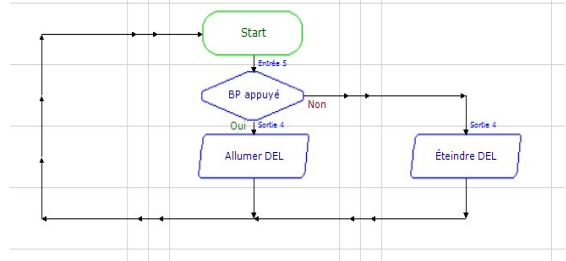 Start
Entrée 5
BP appuyé
Non
Oui
Sortie 4
Sortie 4
Allumer DEL
Éteindre DEL